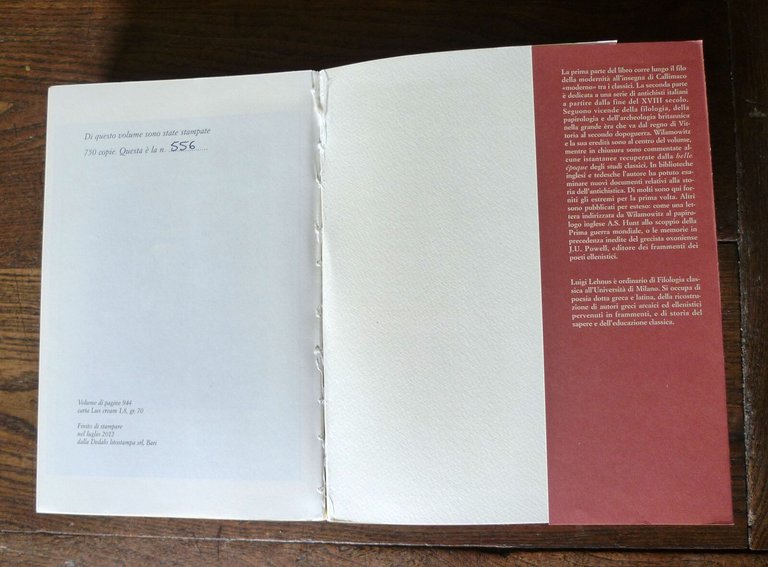 Di questo volume sono state stampate
750 copie. Questa è la n. 556......
Volume di pagine 944
carta Lux cream 1,8, gr. 70
Finito di stampare
nel luglio 2012
dalla Dedalo litostampa srl, Bari
La prima parte del libro corre lungo il filo
della modernità all'insegna di Callimaco
«moderno» tra i classici. La seconda parte
è dedicata a una serie di antichisti italiani
a partire dalla fine del XVIII secolo.
Seguono vicende della filologia, della
papirologia e dell'archeologia britannica
nella grande èra che va dal regno di Vit-
toria al secondo dopoguerra. Wilamowitz
e la sua eredità sono al centro del volume,
mentre in chiusura sono commentate al-
cune istantanee recuperate dalla belle
époque degli studi classici. In biblioteche
inglesi e tedesche l'autore ha potuto esa-
minare nuovi documenti relativi alla sto-
ria dell'antichistica. Di molti sono qui for-
niti gli estremi per la prima volta. Altri
sono pubblicati per esteso: come una let-
tera indirizzata da Wilamowitz al papiro-
logo inglese A.S. Hunt allo scoppio della
Prima guerra mondiale, o le memorie in
precedenza inedite del grecista oxoniense
J.U. Powell, editore dei frammenti dei
poeti ellenistici.
Luigi Lehnus è ordinario di Filologia clas-
sica all'Università di Milano. Si occupa di
poesia dotta greca e latina, della ricostru-
zione di autori greci arcaici ed ellenistici
pervenuti in frammenti, e di storia del
sapere e dell'educazione classica.